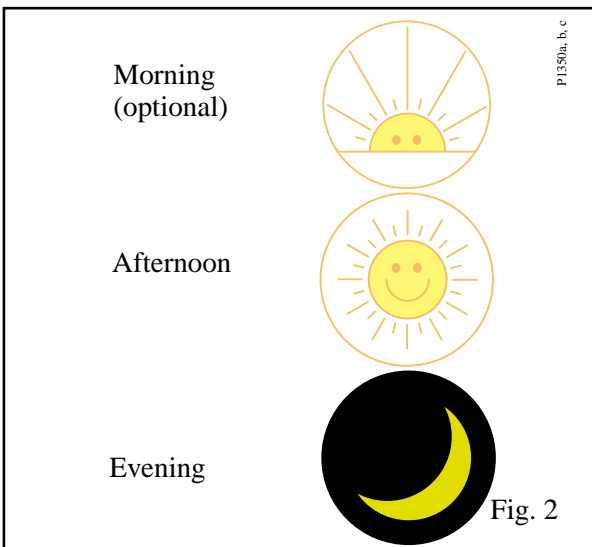 Morning
(optional)
P1350a, b, c
Afternoon
Evening
Fig. 2